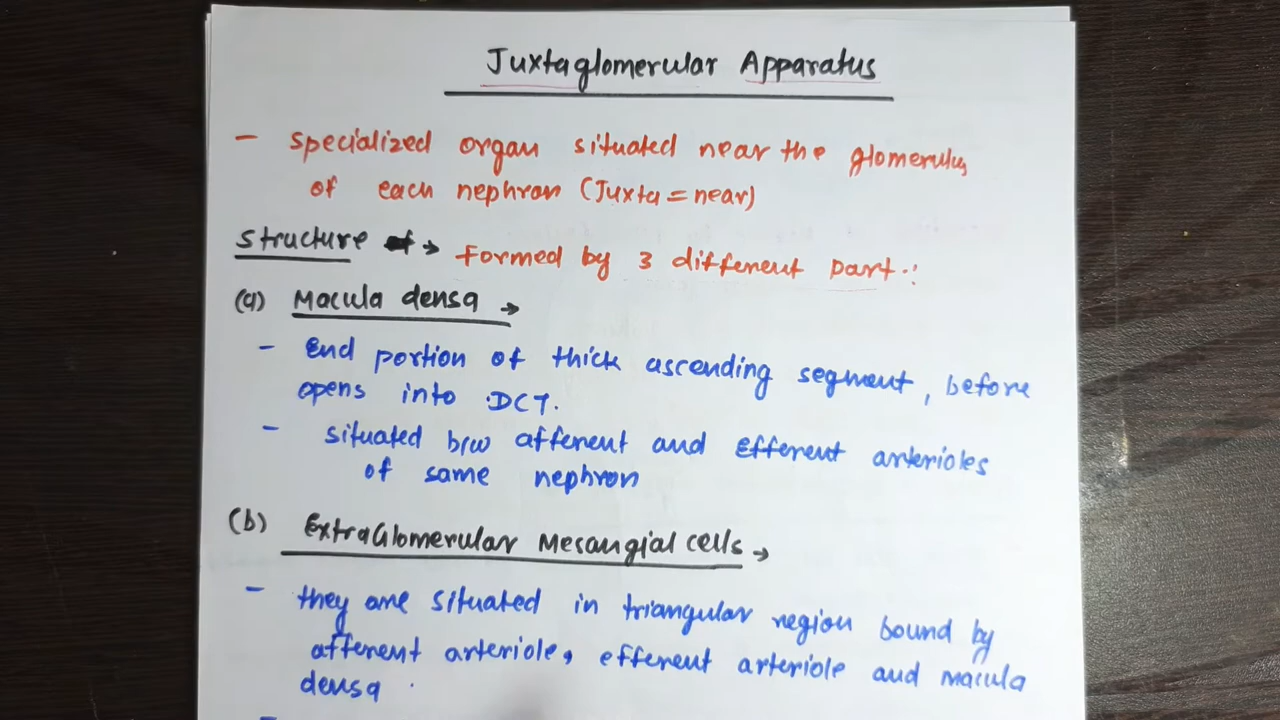 Juxtaglomerular Apparatus
- specialized organ situated near the glomerulus
of each nephron (Juxta = near)
Structure → Formed by 3 different part :
(a) Macula densa →
- End portion of thick ascending segment, before
opens into DCT.
- situated b/w afferent and Efferent arterioles
of same nephron
(b) ExtraGlomerular Mesangial cells →
- they are situated in triangular region bound by
afferent arteriole, efferent arteriole and macula
densa